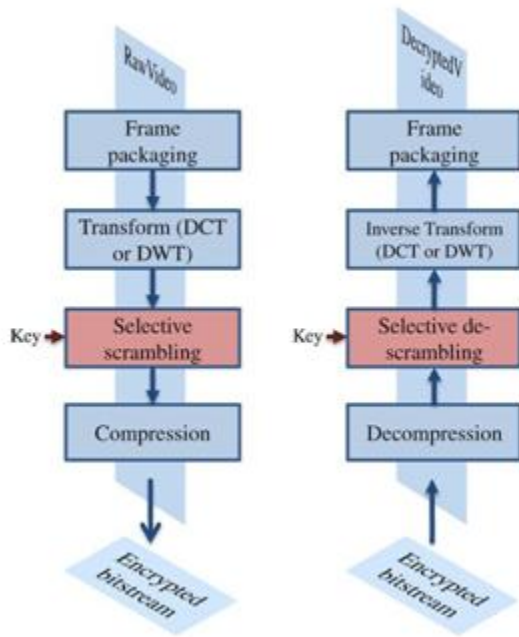 RawVideo
Frame
packaging
Transform (DCT
or DWT)
Key
Selective
scrambling
Compression
Encrypted
bitstream
DecryptedV
ideo
Frame
packaging
Inverse Transform
(DCT or DWT)
Key
Selective de-
scrambling
Decompression
Encrypted
bitstream